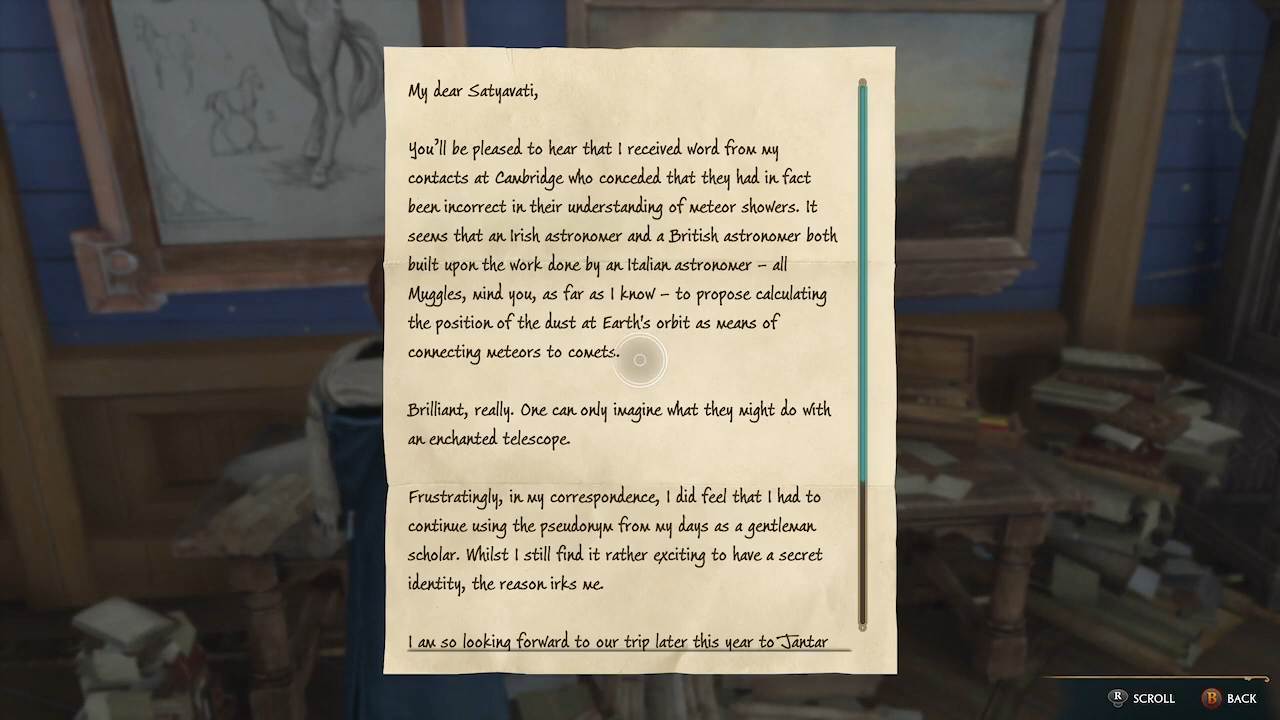 My dear Satyavati,
You'll be pleased to hear that I received word from my
contacts at Cambridge who conceded that they had in fact
been incorrect in their understanding of meteor showers. It
seems that an Irish astronomer and a British astronomer both
built upon the work done by an Italian astronomer – all
Muggles, mind you, as far as I know – to propose calculating
the position of the dust at Earth's orbit as means of
connecting meteors to comets.
Brilliant, really. One can only imagine what they might do with
an enchanted telescope.
Frustratingly, in my correspondence, I did feel that I had to
continue using the pseudonym from my days as a gentleman
scholar. Whilst I still find it rather exciting to have a secret
identity, the reason irks me.
I am so looking forward to our trip later this year to Jantar
R SCROLL B BACK